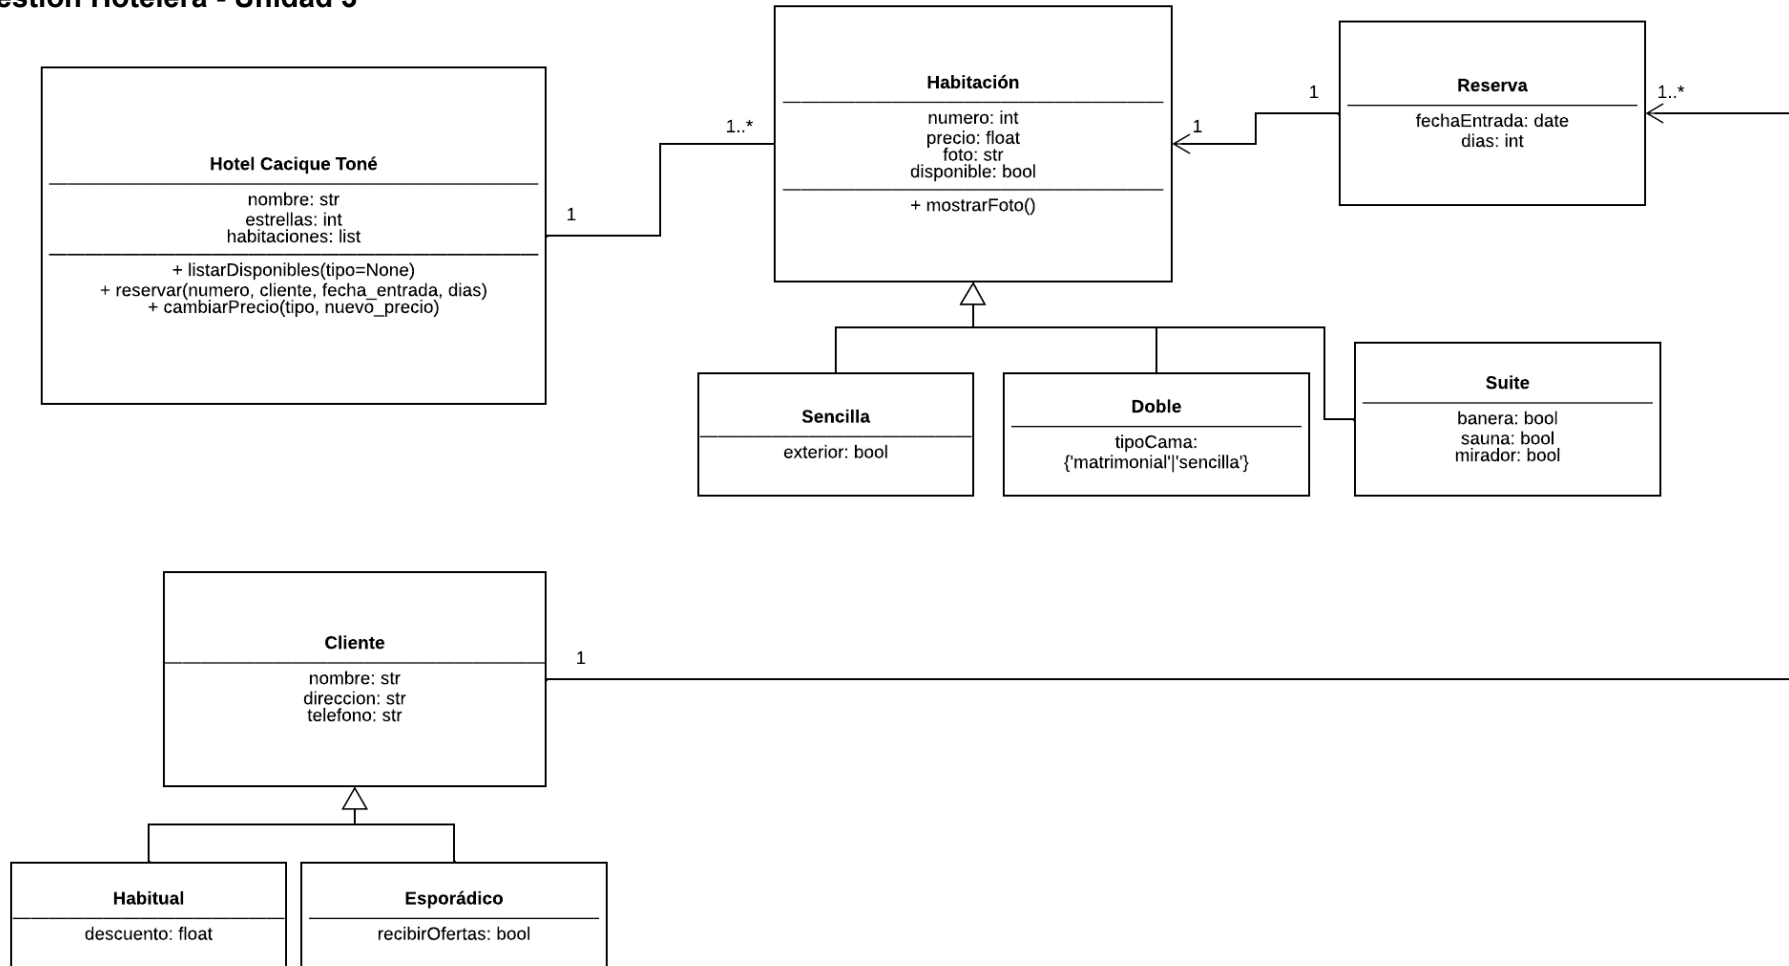 estión Hotelera - Unidad 3
Hotel Cacique Toné
nombre: str
estrellas: int
habitaciones: list
+ listarDisponibles(tipo=None)
+ reservar(numero, cliente, fecha_entrada, dias)
+ cambiarPrecio(tipo, nuevo_precio)
1
1..*
Habitación
numero: int
precio: float
foto: str
disponible: bool
+ mostrarFoto()
1
1
Reserva
fechaEntrada: date
dias: int
1..*
Sencilla
exterior: bool
Doble
tipoCama:
{'matrimonial'|'sencilla'}
Suite
banera: bool
sauna: bool
mirador: bool
Cliente
nombre: str
direccion: str
telefono: str
1
Habitual
descuento: float
Esporádico
recibirOfertas: bool